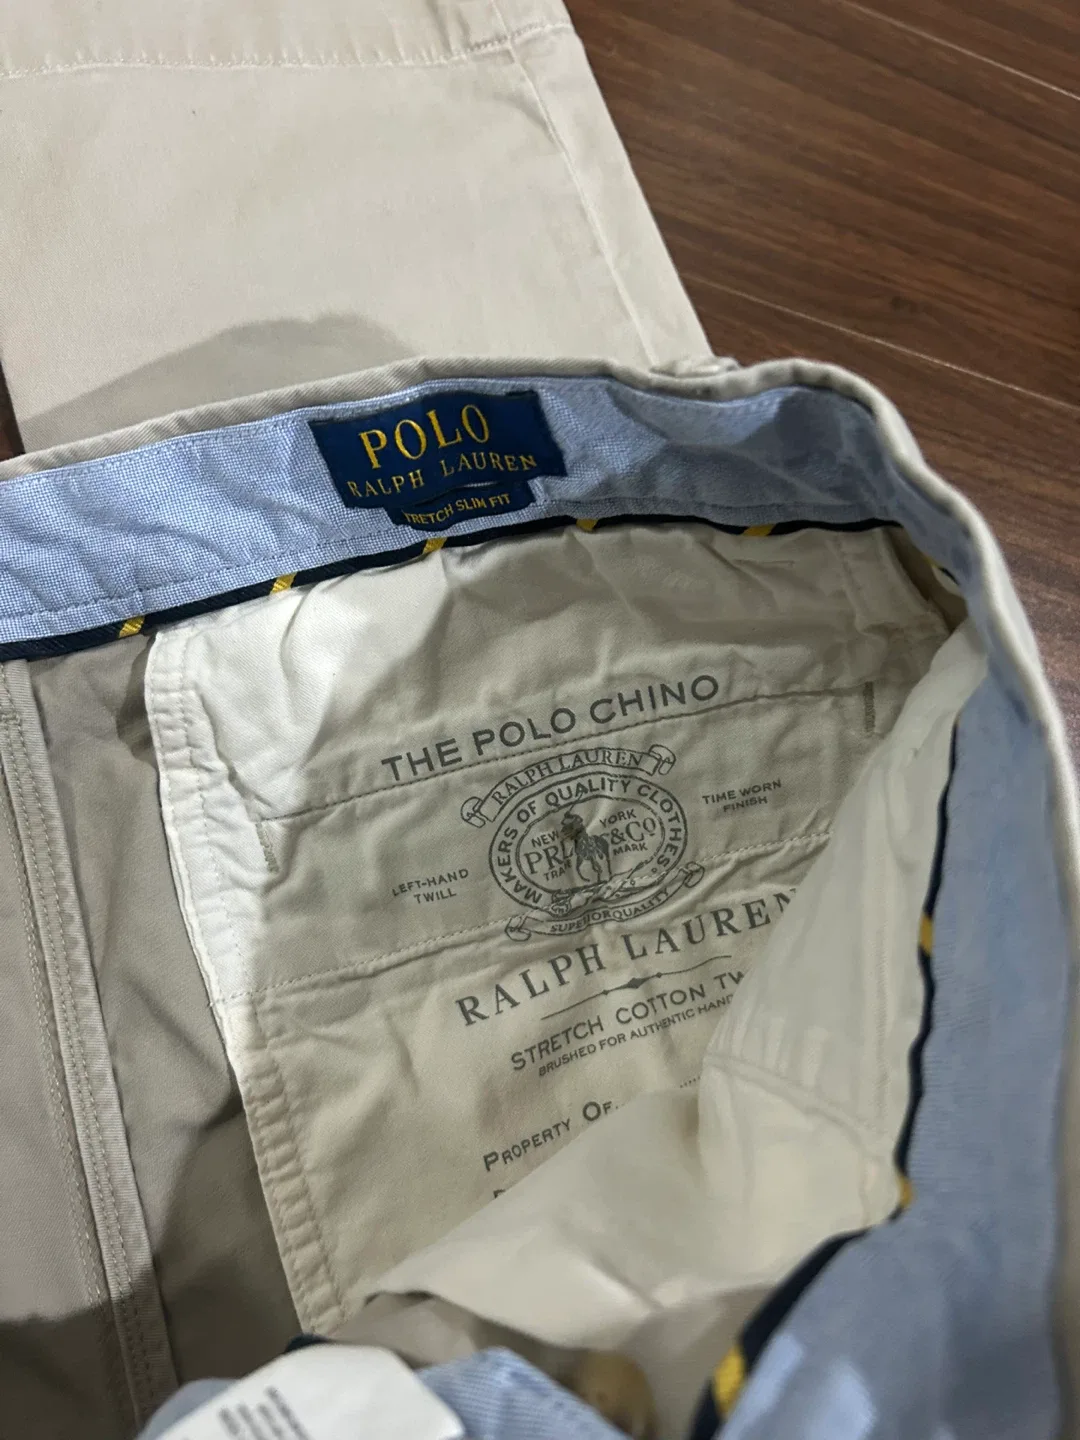 POLO
RALPH LAUREN
STRETCH SLIM FIT
THE POLO CHINO
RALPH LAUREN
MAKERS OF QUALITY CLOTHES
NEW YORK
PRL &CO
TRADE MARK
SUPERIOR QUALITY
LEFT-HAND
TWILL
TIME WORN
FINISH
RALPH LAUREN
STRETCH COTTON TW
BRUSHED FOR AUTHENTIC HAND
PROPERTY OF